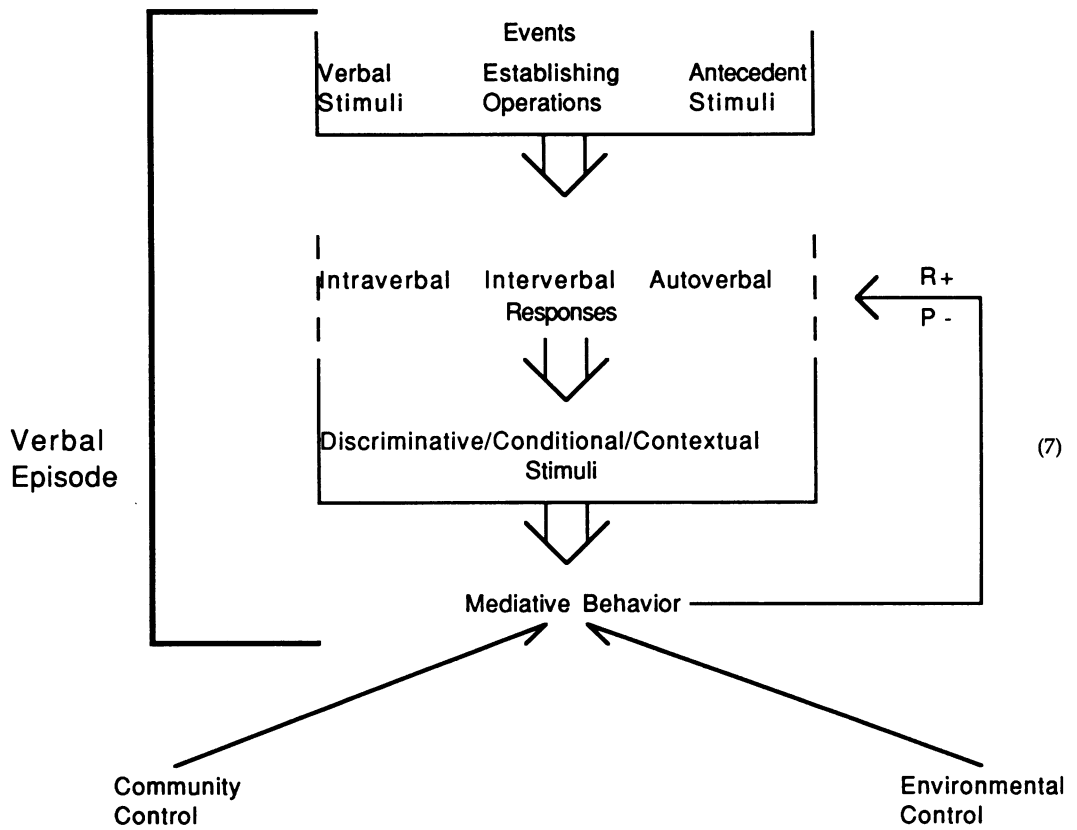 Events
Verbal Establishing Antecedent
Stimuli Operations Stimuli
Intraverbal Interverbal Autoverbal
Responses
R+
P -
Discriminative/Conditional/Contextual
Stimuli
Verbal
Episode
(7)
Mediative Behavior
Community
Control
Environmental
Control